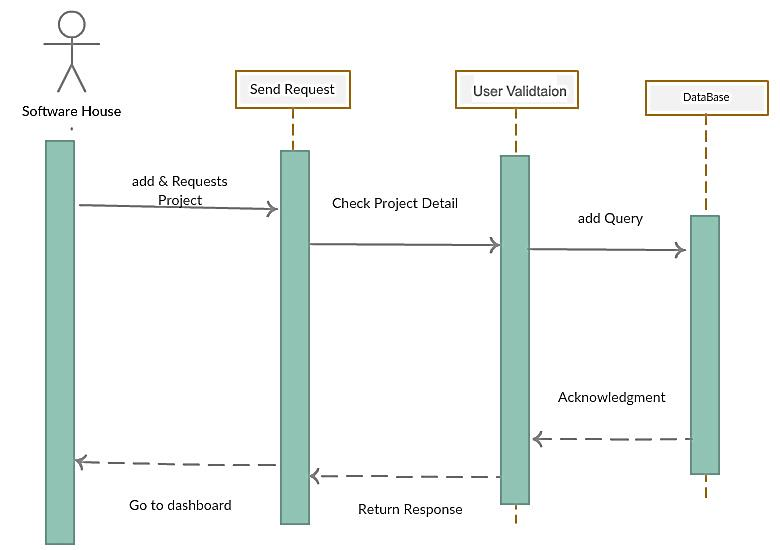 Software House
Send Request
User Validtaion
DataBase
add & Requests
Project
Check Project Detail
add Query
Acknowledgment
Go to dashboard
Return Response